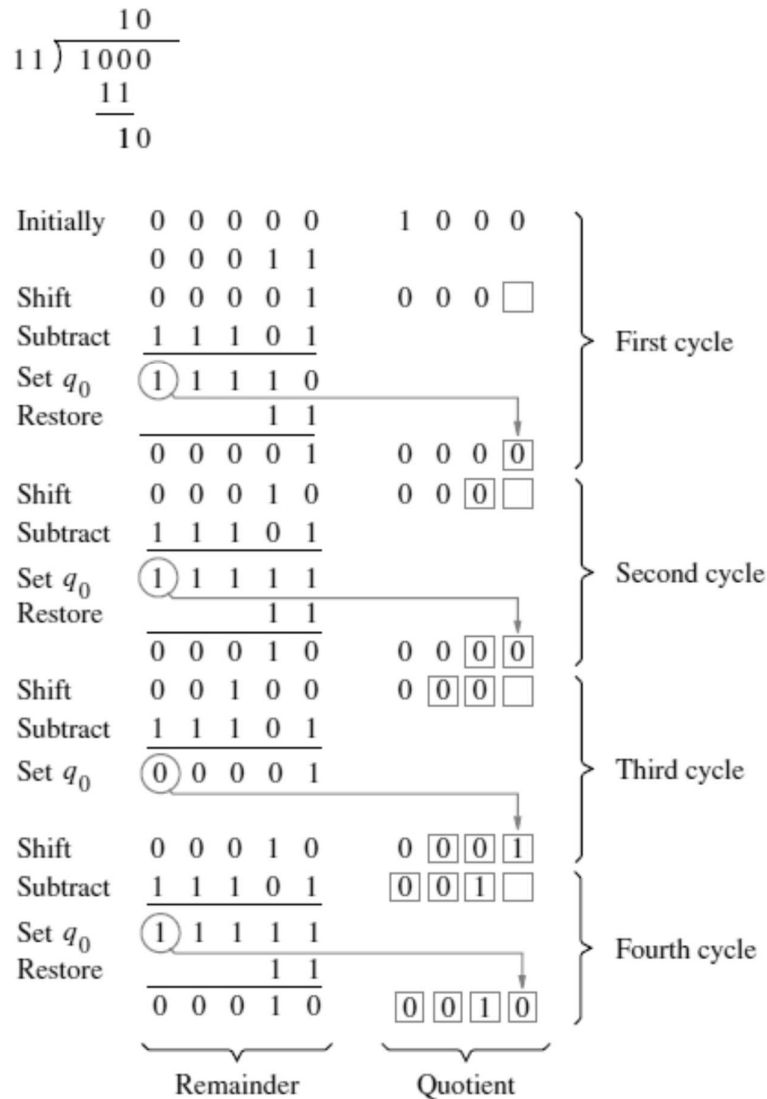 10
11 ) 1000
11
10
Initially 0 0 0 0 0 1 0 0 0
0 0 0 1 1
Shift 0 0 0 0 1 0 0 0
Subtract 1 1 1 0 1
First cycle
Set q0 1 1 1 1 0
Restore 1 1
0 0 0 0 1 0 0 0 0
Shift 0 0 0 1 0 0 0 0
Subtract 1 1 1 0 1
Set q0 1 1 1 1 1 Second cycle
Restore 1 1
0 0 0 1 0 0 0 0 0
Shift 0 0 1 0 0 0 0 0
Subtract 1 1 1 0 1
Set q0 0 0 0 0 1 Third cycle
Shift 0 0 0 1 0 0 0 0 1
Subtract 1 1 1 0 1 0 0 1
Set q0 1 1 1 1 1 Fourth cycle
Restore 1 1
0 0 0 1 0 0 0 1 0
Remainder Quotient